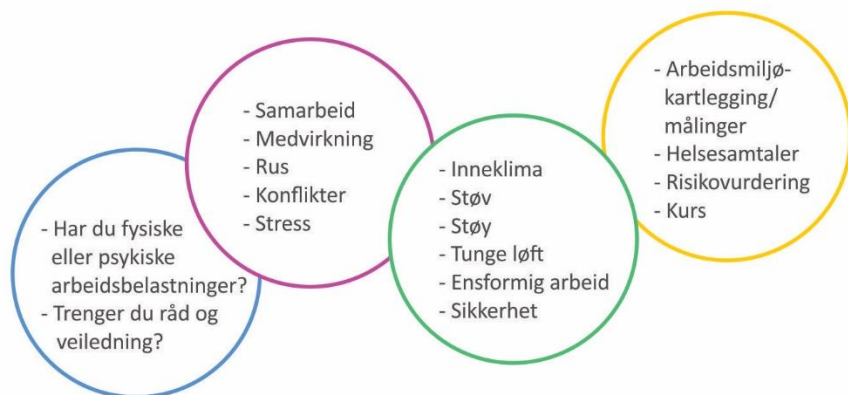 - Har du fysiske
eller psykiske
arbeidsbelastninger?
- Trenger du råd og
veiledning?
- Samarbeid
- Medvirkning
- Rus
- Konflikter
- Stress
- Inneklima
- Støv
- Støy
- Tunge løft
- Ensformig arbeid
- Sikkerhet
- Arbeidsmiljø-
kartlegging/
målinger
- Helsesamtaler
- Risikovurdering
- Kurs